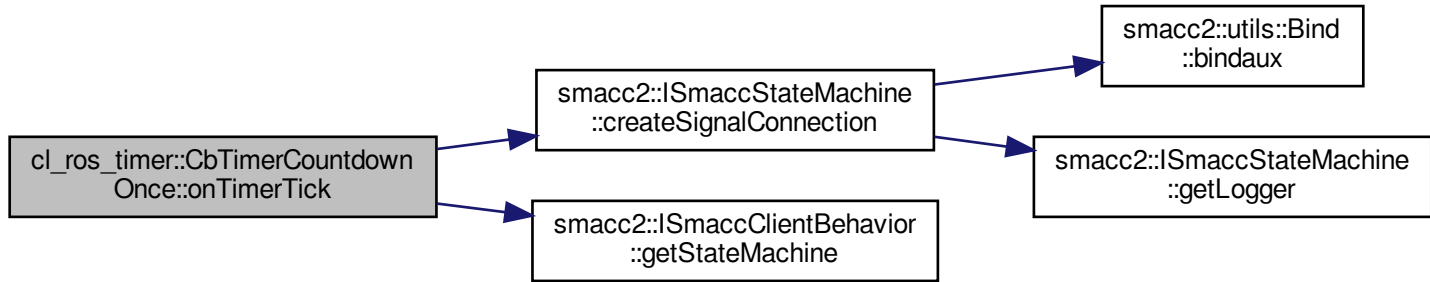 cl_ros_timer::CbTimerCountdown
Once::onTimerTick
smacc2::ISmaccStateMachine
::createSignalConnection
smacc2::ISmaccClientBehavior
::getStateMachine
smacc2::utils::Bind
::bindaux
smacc2::ISmaccStateMachine
::getLogger